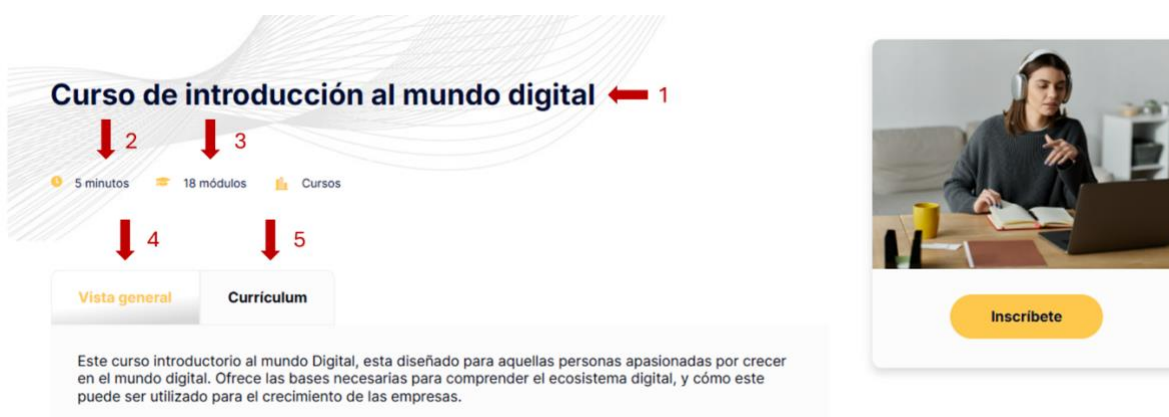 Curso de introducción al mundo digital 1
2 3
5 minutos 18 módulos Cursos
4 5
Vista general Currículum
Este curso introductorio al mundo Digital, esta diseñado para aquellas personas apasionadas por crecer
en el mundo digital. Ofrece las bases necesarias para comprender el ecosistema digital, y cómo este
puede ser utilizado para el crecimiento de las empresas.
Inscríbete